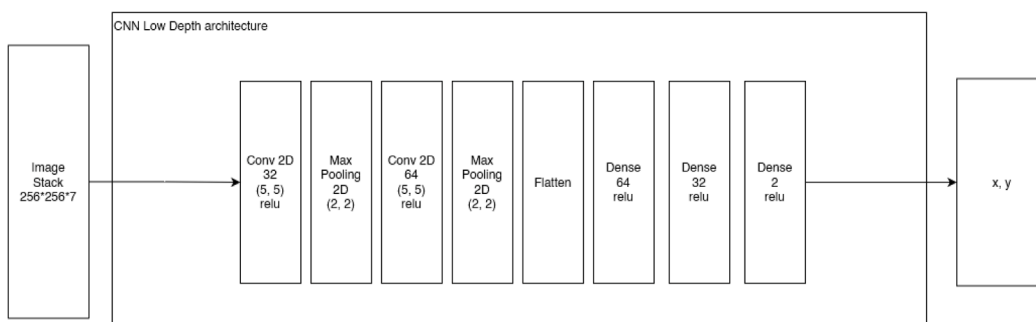 CNN Low Depth architecture
Image
Stack
256*256*7
Conv 2D
32
(5, 5)
relu
Max
Pooling
2D
(2, 2)
Conv 2D
64
(5, 5)
relu
Max
Pooling
2D
(2, 2)
Flatten
Dense
64
relu
Dense
32
relu
Dense
2
relu
x, y